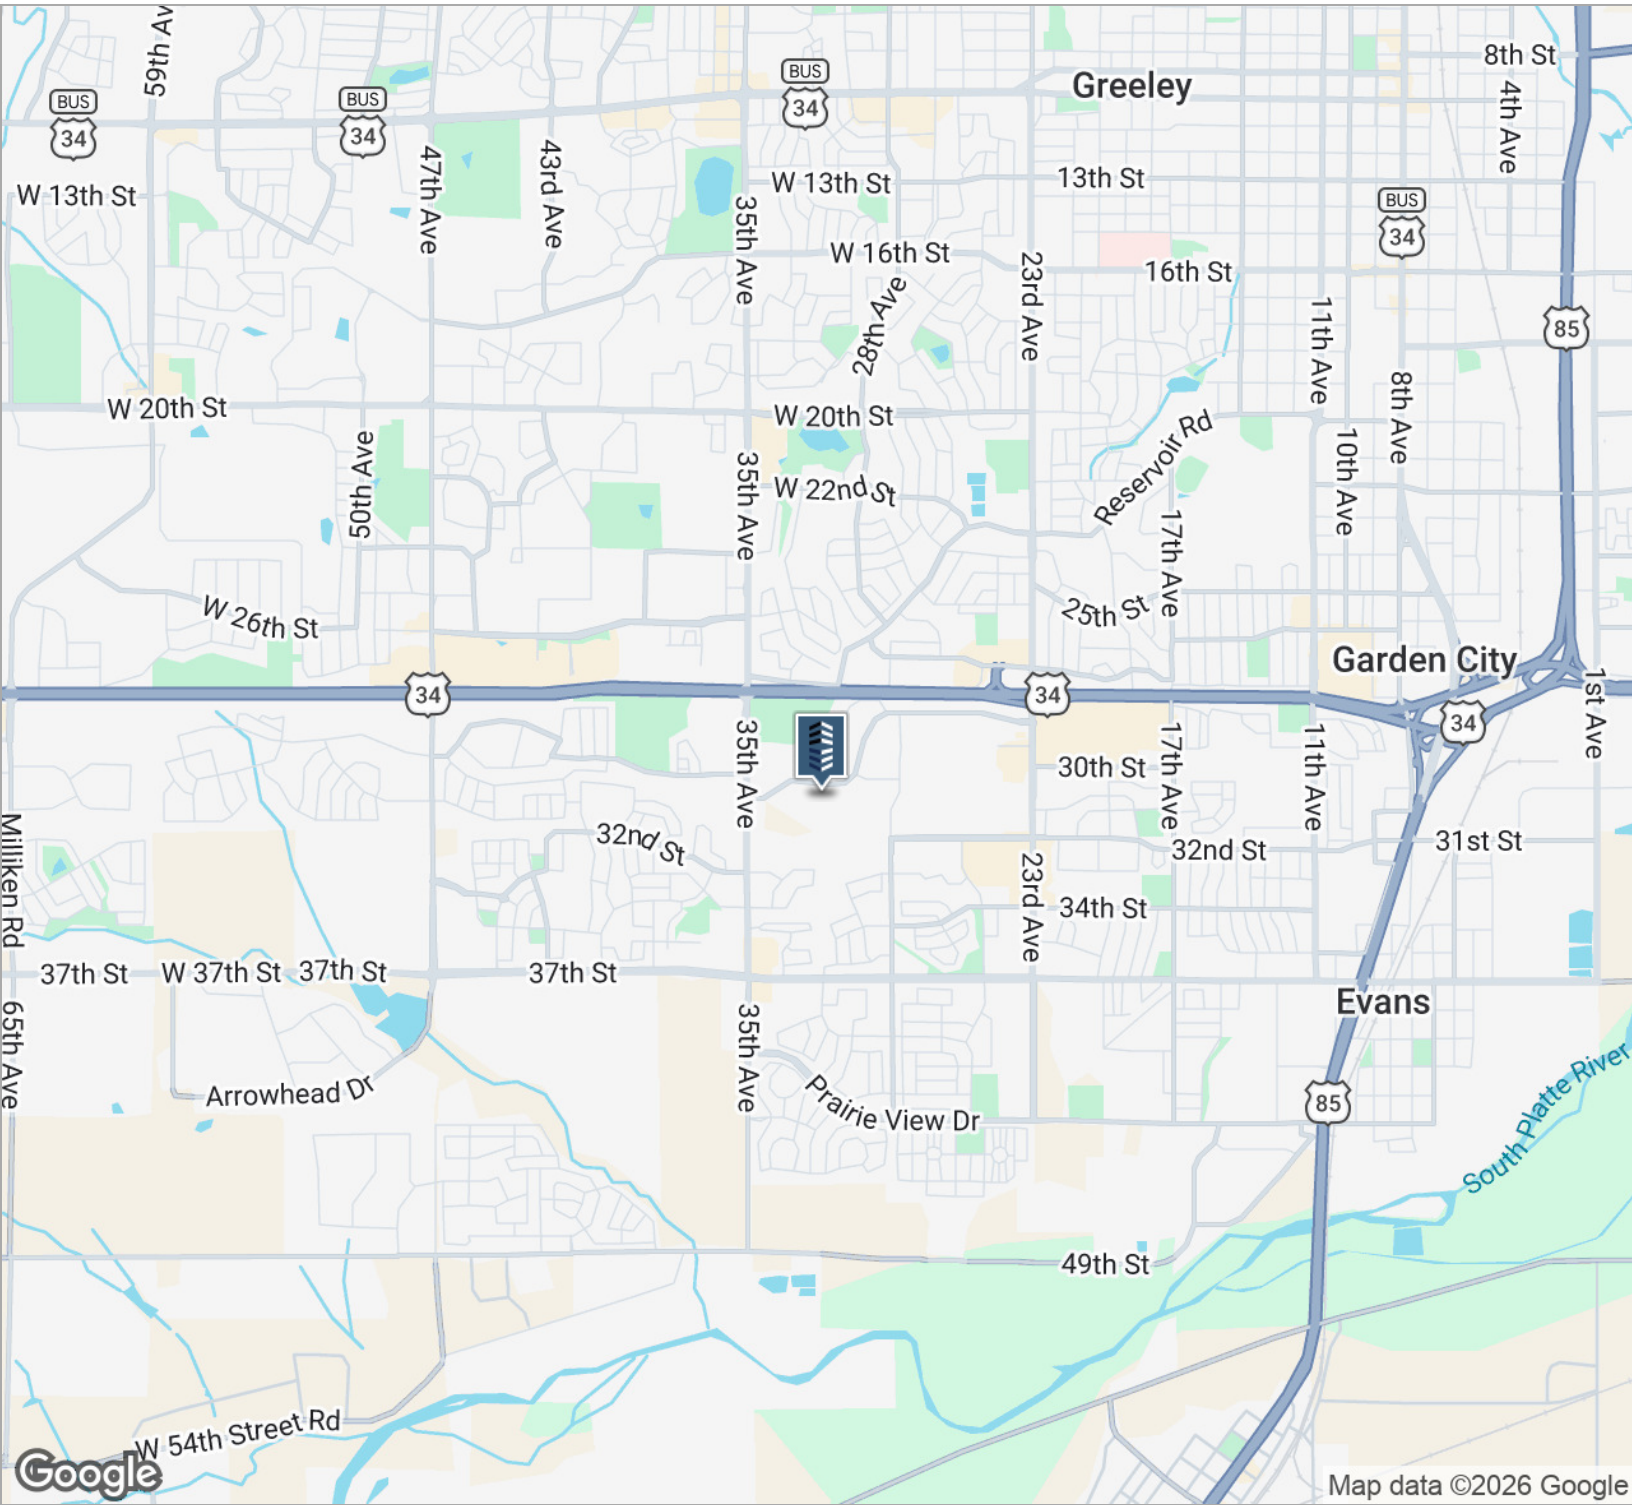 59th Av
8th St
Greeley
BUS
34
BUS
34
BUS
34
4th Ave
47th Ave
43rd Ave
W 13th St
W 13th St
13th St
35th Ave
BUS
34
W 16th St
16th St
23rd Ave
28th Ave
11th Ave
85
8th Ave
W 20th St
W 20th St
Reservoir Rd
50th Ave
35th Ave
W 22nd St
10th Ave
17th Ave
W 26th St
25th St
Garden City
34
34
34
1st Ave
35th Ave
30th St
17th Ave
11th Ave
Milliken Rd
32nd St
32nd St
31st St
23rd Ave
34th St
37th St
W 37th St
37th St
37th St
65th Ave
35th Ave
Evans
Arrowhead Dr
Prairie View Dr
85
South Platte River
49th St
W 54th Street Rd
Google
Map data ©2026 Google